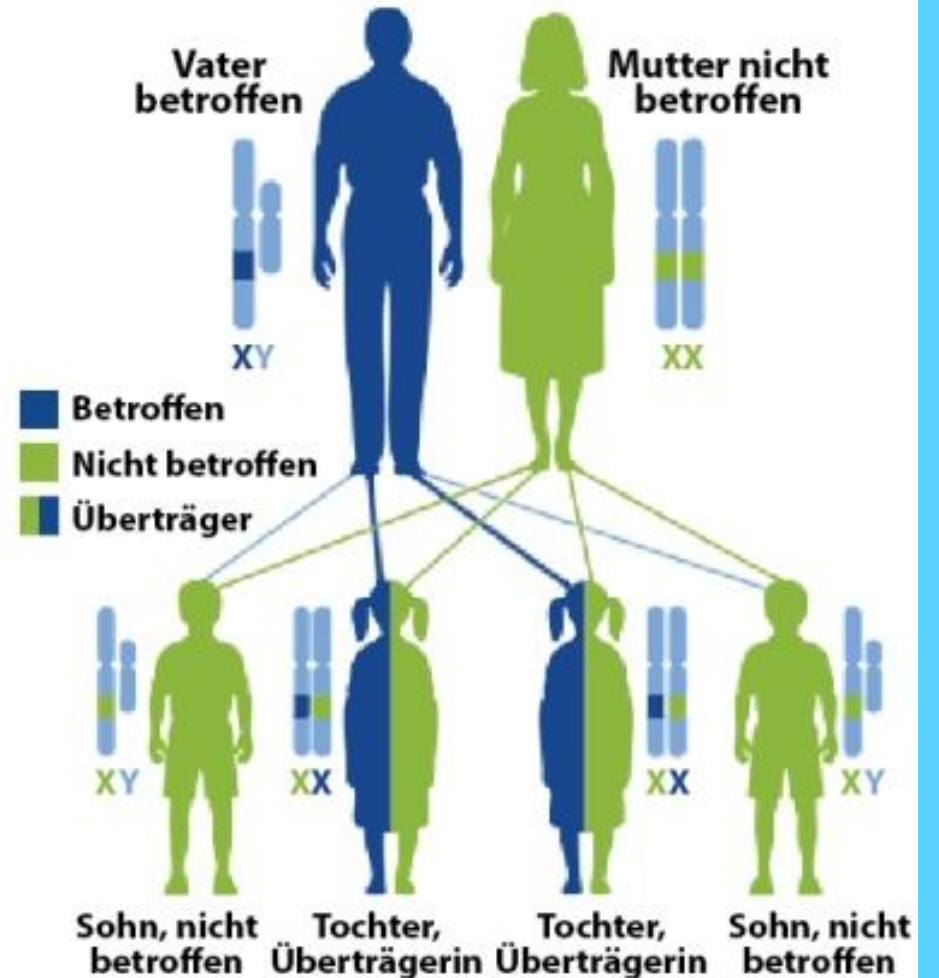 Vater
betroffen
Mutter nicht
betroffen
XY
XX
Betroffen
Nicht betroffen
Überträger
XY
XX
XX
XY
Sohn, nicht
betroffen
Tochter,
Überträgerin
Tochter,
Überträgerin
Sohn, nicht
betroffen